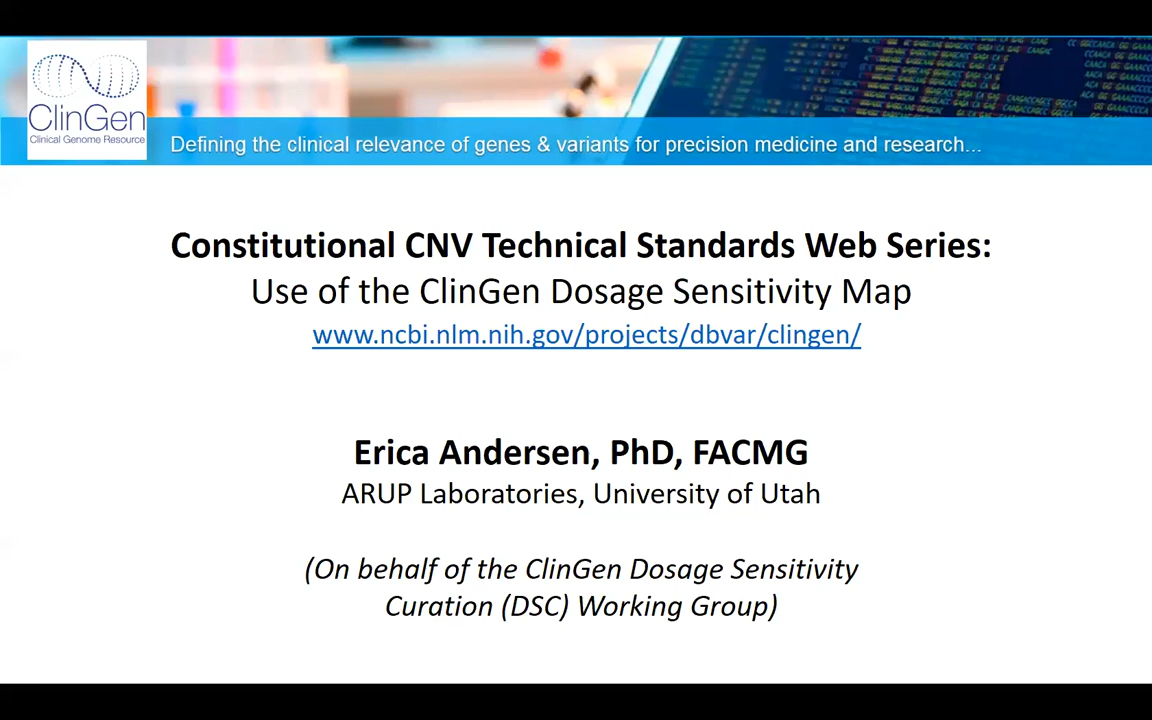 ClinGen
Clinical Genome Resource
Defining the clinical relevance of genes & variants for precision medicine and research...
Constitutional CNV Technical Standards Web Series:
Use of the ClinGen Dosage Sensitivity Map
www.ncbi.nlm.nih.gov/projects/dbvar/clingen/
Erica Andersen, PhD, FACMG
ARUP Laboratories, University of Utah
(On behalf of the ClinGen Dosage Sensitivity
Curation (DSC) Working Group)